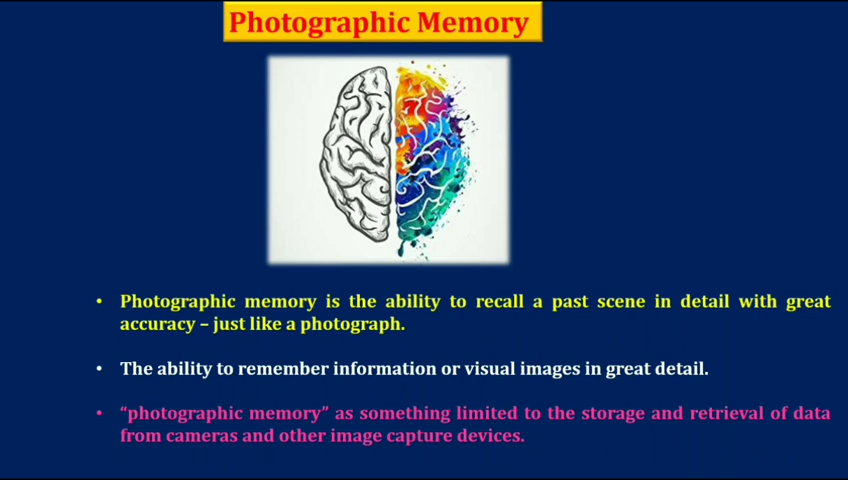 Photographic Memory
• Photographic memory is the ability to recall a past scene in detail with great
accuracy – just like a photograph.
• The ability to remember information or visual images in great detail.
• “photographic memory” as something limited to the storage and retrieval of data
from cameras and other image capture devices.